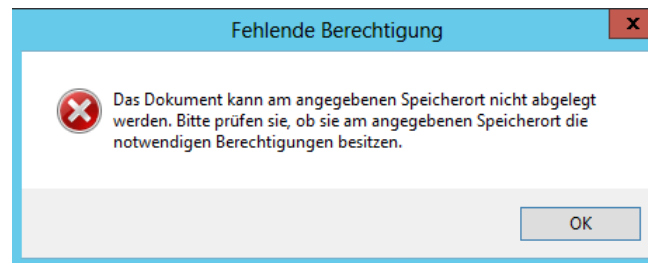 Fehlende Berechtigung
x
Das Dokument kann am angegebenen Speicherort nicht abgelegt
werden. Bitte prüfen sie, ob sie am angegebenen Speicherort die
notwendigen Berechtigungen besitzen.
OK